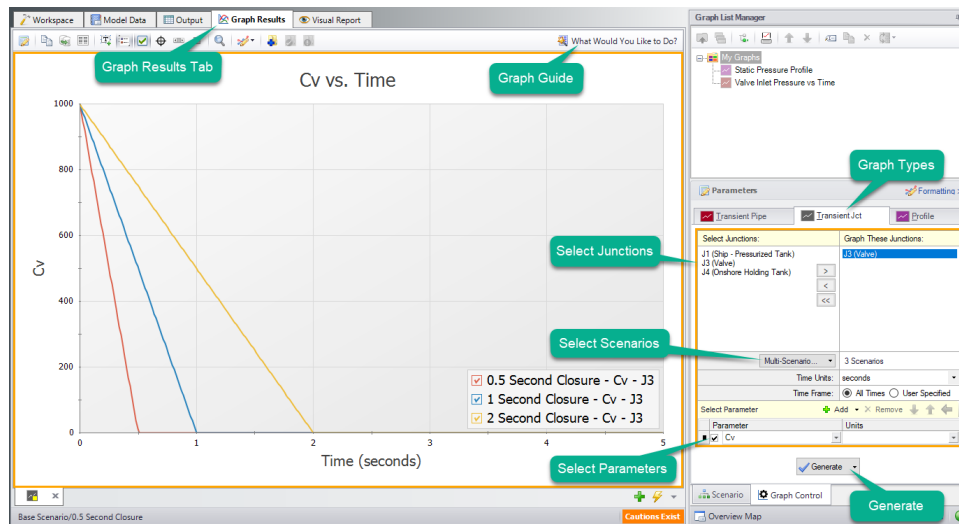 Workspace
Model Data
Output
Graph Results
Visual Report
What Would You Like to Do?
Graph Results Tab
Graph Guide
Cv vs. Time
1000
800
600
400
200
0
Cv
0 1 2 3 4 5
Time (seconds)
0.5 Second Closure - Cv - J3
1 Second Closure - Cv - J3
2 Second Closure - Cv - J3
Base Scenario/0.5 Second Closure
Cautions Exist
Graph List Manager
My Graphs
Static Pressure Profile
Valve Inlet Pressure vs Time
Graph Types
Parameters
Formatting
Transient Pipe
Transient Jct
Profile
Select Junctions:
Graph These Junctions:
J1 (Ship - Pressurized Tank)
J3 (Valve)
J4 (Onshore Holding Tank)
J3 (Valve)
>
<
<<
Select Junctions
Select Scenarios
Multi-Scenario...
3 Scenarios
Time Units:
seconds
Time Frame:
All Times
User Specified
Select Parameter
Add
Remove
Parameter
Units
Cv
Select Parameters
Generate
Generate
Scenario
Graph Control
Overview Map